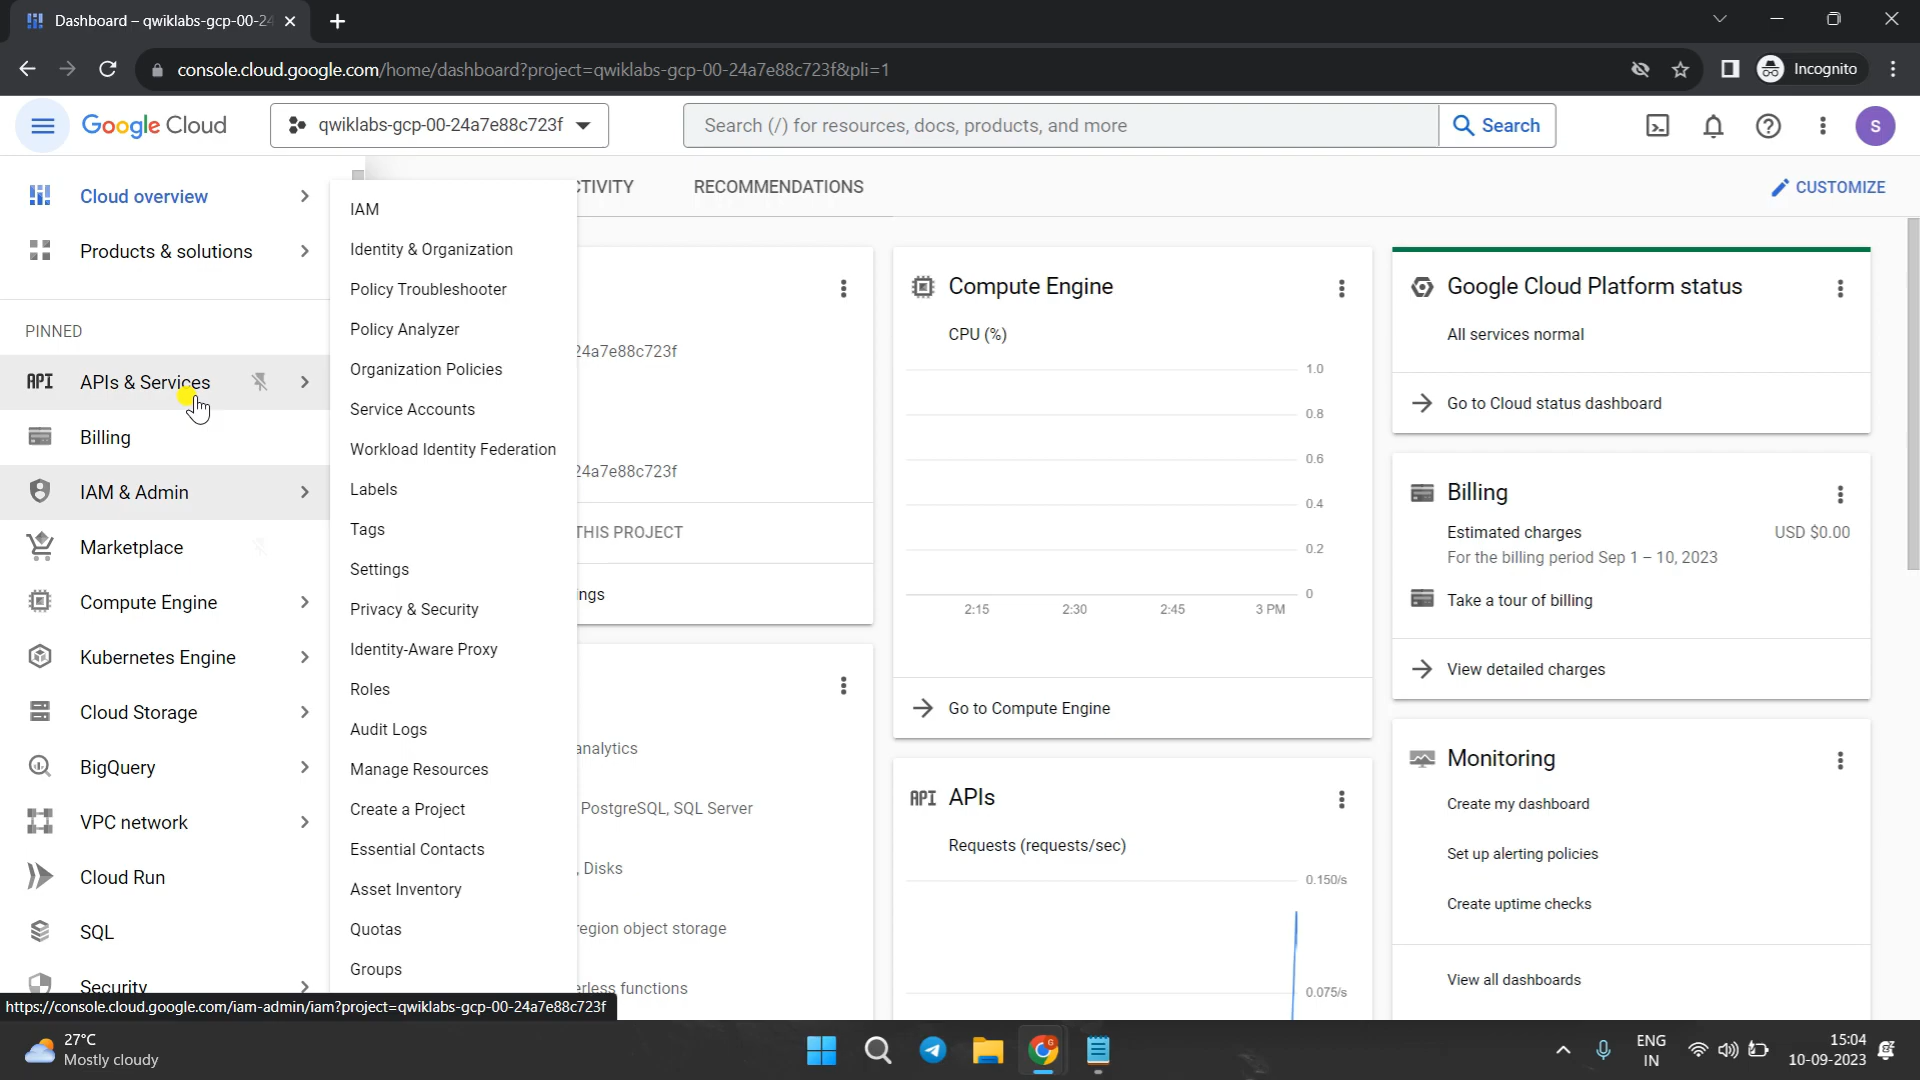 Dashboard – qwiklabs-gcp-00-24
console.cloud.google.com/home/dashboard?project=qwiklabs-gcp-00-24a7e88c723f&pli=1
Incognito
Google Cloud
qwiklabs-gcp-00-24a7e88c723f
Search (/) for resources, docs, products, and more
Search
S
Cloud overview
Products & solutions
PINNED
API APIs & Services
Billing
IAM & Admin
Marketplace
Compute Engine
Kubernetes Engine
Cloud Storage
BigQuery
VPC network
Cloud Run
SQL
Security
IAM
Identity & Organization
Policy Troubleshooter
Policy Analyzer
Organization Policies
Service Accounts
Workload Identity Federation
Labels
Tags
Settings
Privacy & Security
Identity-Aware Proxy
Roles
Audit Logs
Manage Resources
Create a Project
Essential Contacts
Asset Inventory
Quotas
Groups
CTIVITY
RECOMMENDATIONS
CUSTOMIZE
24a7e88c723f
24a7e88c723f
THIS PROJECT
ngs
analytics
PostgreSQL, SQL Server
, Disks
region object storage
erless functions
Compute Engine
CPU (%)
1.0
0.8
0.6
0.4
0.2
0
2:15 2:30 2:45 3 PM
Go to Compute Engine
API APIs
Requests (requests/sec)
0.150/s
0.075/s
Google Cloud Platform status
All services normal
Go to Cloud status dashboard
Billing
Estimated charges USD $0.00
For the billing period Sep 1 – 10, 2023
Take a tour of billing
View detailed charges
Monitoring
Create my dashboard
Set up alerting policies
Create uptime checks
View all dashboards
https://console.cloud.google.com/iam-admin/iam?project=qwiklabs-gcp-00-24a7e88c723f
27°C
Mostly cloudy
ENG
IN
15:04
10-09-2023